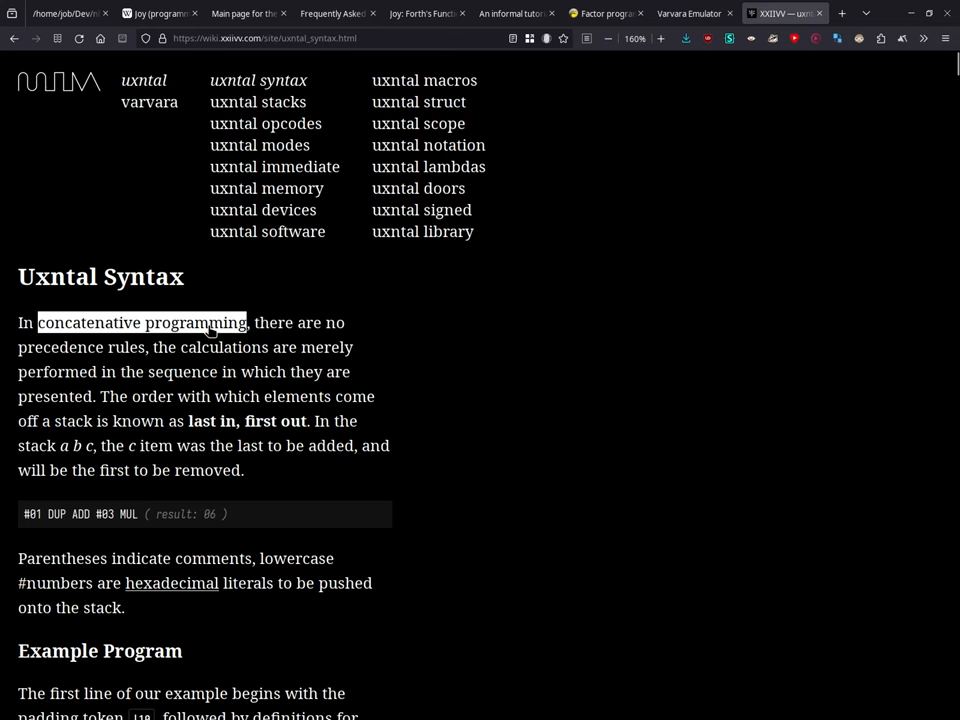 /home/job/Dev/nl
Joy (programm
Main page for the
Frequently Asked
Joy: Forth's Functi
An informal tutori
Factor program
Varvara Emulator
XXIIVV — uxnt
https://wiki.xxiivv.com/site/uxntal_syntax.html
160%
uxntal
varvara
uxntal syntax
uxntal stacks
uxntal opcodes
uxntal modes
uxntal immediate
uxntal memory
uxntal devices
uxntal software
uxntal macros
uxntal struct
uxntal scope
uxntal notation
uxntal lambdas
uxntal doors
uxntal signed
uxntal library
Uxntal Syntax
In concatenative programming, there are no
precedence rules, the calculations are merely
performed in the sequence in which they are
presented. The order with which elements come
off a stack is known as last in, first out. In the
stack a b c, the c item was the last to be added, and
will be the first to be removed.
#01 DUP ADD #03 MUL ( result: 06 )
Parentheses indicate comments, lowercase
#numbers are hexadecimal literals to be pushed
onto the stack.
Example Program
The first line of our example begins with the
padding token |10, followed by definitions for